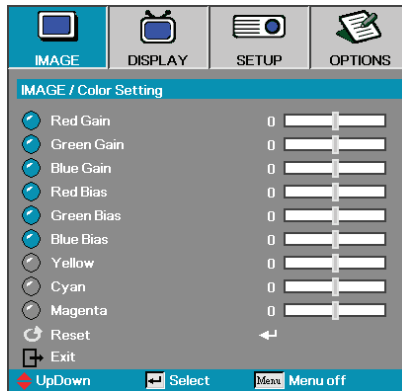 IMAGE DISPLAY SETUP OPTIONS
IMAGE / Color Setting
Red Gain 0
Green Gain 0
Blue Gain 0
Red Bias 0
Green Bias 0
Blue Bias 0
Yellow 0
Cyan 0
Magenta 0
Reset
Exit
UpDown Select Menu Menu off